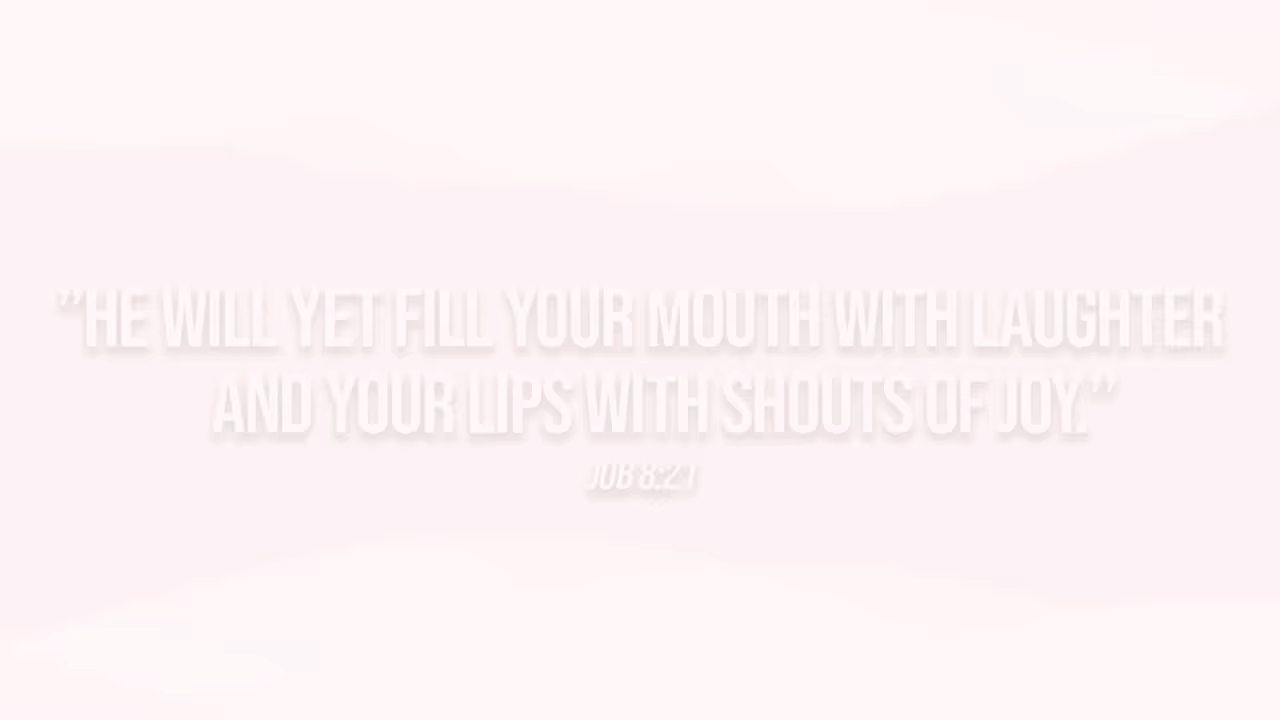 "HE WILL YET FILL YOUR MOUTH WITH LAUGHTER
AND YOUR LIPS WITH SHOUTS OF JOY."
JOB 8:21